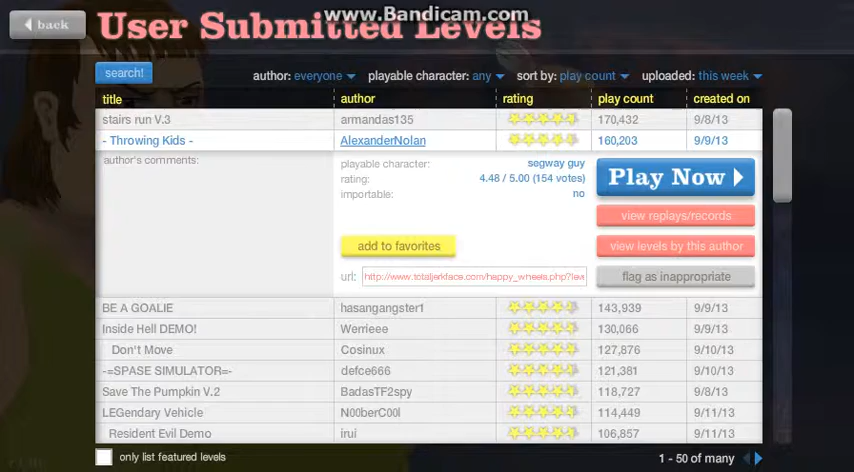 www.Bandicam.com
back
User Submitted Levels
search!
author: everyone playable character: any sort by: play count uploaded: this week
title author rating play count created on
stairs run V.3 armandas135 170,432 9/8/13
- Throwing Kids - AlexanderNolan 160,203 9/9/13
author's comments:
playable character: segway guy
rating: 4.48 / 5.00 (154 votes)
importable: no
Play Now
view replays/records
add to favorites
view levels by this author
url: http://www.totaljerkface.com/happy_wheels.php?leve
flag as inappropriate
BE A GOALIE hasangangster1 143,939 9/9/13
Inside Hell DEMO! Werrieee 130,066 9/9/13
Don't Move Cosinux 127,876 9/10/13
-=SPASE SIMULATOR=- defce666 121,381 9/10/13
Save The Pumpkin V.2 BadasTF2spy 118,727 9/8/13
LEGendary Vehicle N00berC00l 114,449 9/11/13
Resident Evil Demo irui 106,857 9/11/13
only list featured levels
1 - 50 of many